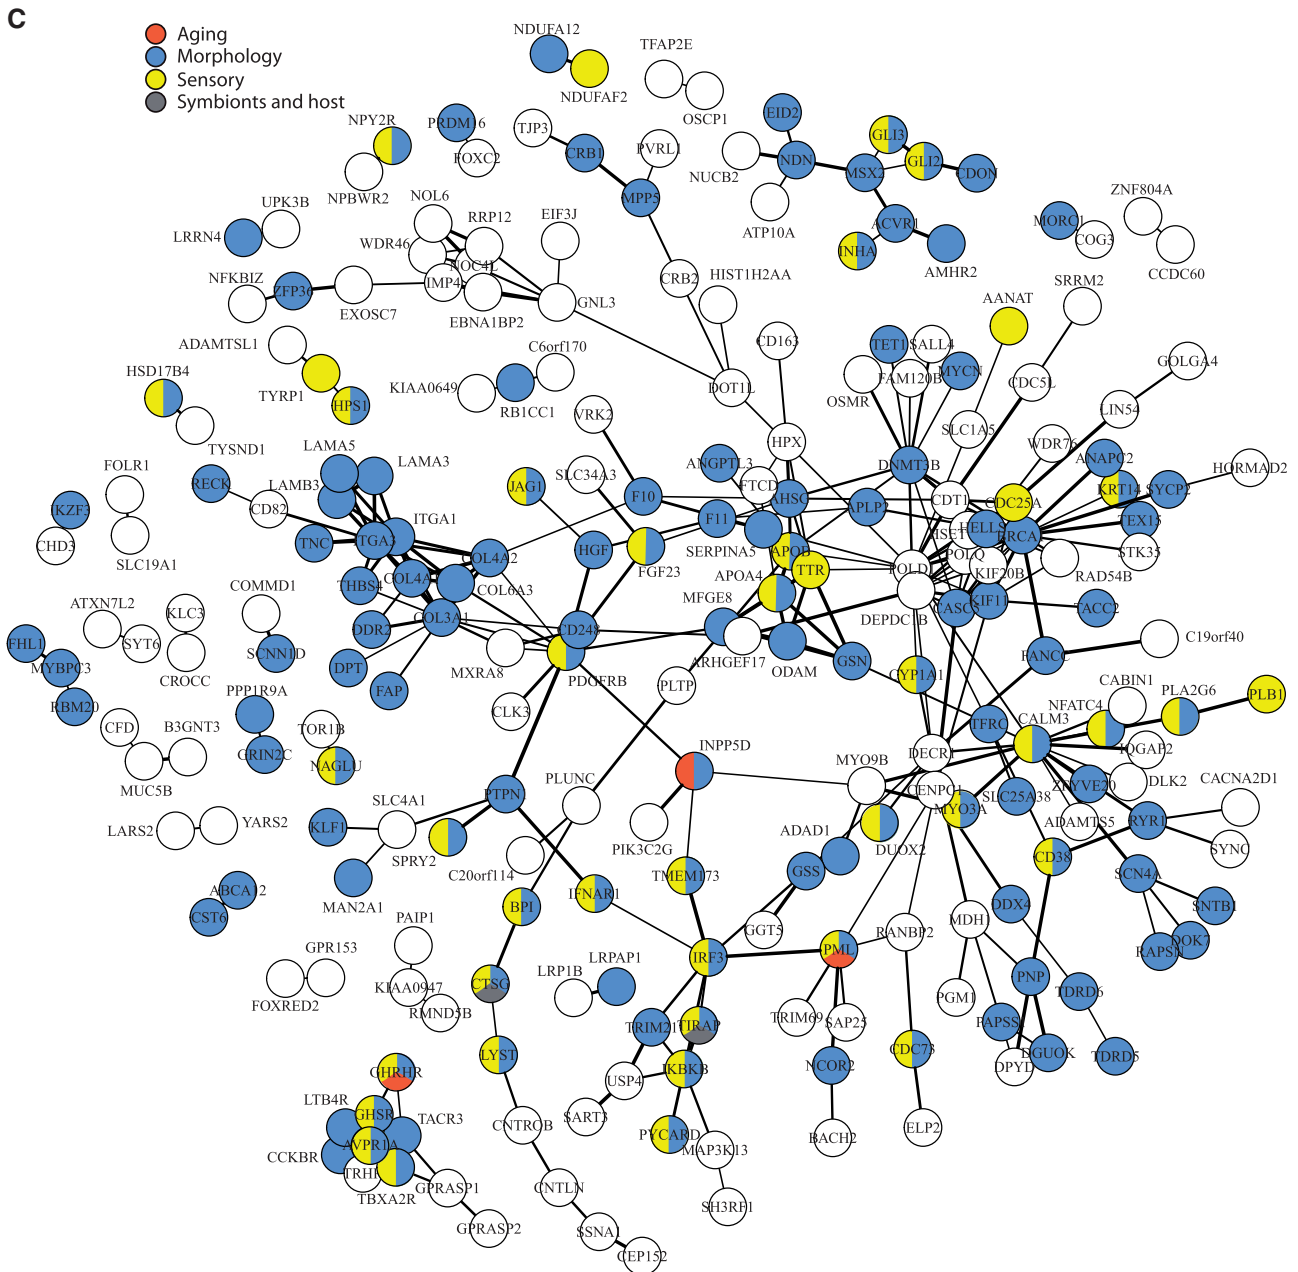 C
Aging
Morphology
Sensory
Symbionts and host
NDUFA12
NDUFAF2
TFAP2E
OSCP1
NPY2R
NPBWR2
PRDM16
FOXC2
TJP3
CRB1
PVRL1
MPP5
EID2
NUCB2
NDN
ATP10A
GLI3
GLI2
MSX2
CDON
ACVR1
INHA
AMHR2
ZNF804A
CCDC60
MORC1
COG3
UPK3B
LRRN4
NOL6
RRP12
EIF3J
WDR46
NOC4L
IMP4
EBNA1BP2
GNL3
NFKBIZ
ZFP36
EXOSC7
CRB2
HIST1H2AA
CD163
DOT1L
AANAT
SRRM2
ADAMTSL1
TYRP1
HPS1
HSD17B4
TYSND1
C6orf170
KIAA0649
RB1CC1
TET1
SALL4
FAM120B
MYCN
OSMR
CDC5L
GOLGA4
LIN54
SLC1A5
WDR76
ANAPC2
HORMAD2
VRK2
HPX
LAMA5
LAMA3
LAMB3
FOLR1
SLC19A1
RECK
CD82
IKZF3
CHD3
SLC34A3
JAG1
F10
ANGPTL3
FTCD
AHSG
DNMT3B
APLP2
CDT1
CDC25A
KRT14
SYCP2
TEX15
STK35
HELLS
POLQ
KIF20B
RAD54B
TNC
ITGA1
COL4A2
COL6A3
THBS4
COL3A1
DDR2
DPT
FAP
HGF
FGF23
F11
SERPINA5
APOB
TTR
APOA4
MFGE8
DEPDC1B
CASC5
KIF11
TACC2
COMMD1
SCNN1D
ATXN7L2
SYT6
KLC3
CROCC
FHL1
MYBPC3
RBM20
CD248
MXRA8
PDGFRB
CLK3
ARHGEF17
ODAM
GSN
PLTP
CYP1A1
FANCC
C19orf40
CABIN1
NFATC4
PLA2G6
PLB1
CALM3
IQGAP2
TFRC
DECR1
PPP1R9A
GRIN2C
CFD
B3GNT3
MUC5B
TOR1B
NAGLU
INPP5D
PLUNC
MYO9B
CENPQ1
MYO3A
SLC25A38
ZFYVE20
DLK2
CACNA2D1
ADAMTS5
RYR1
SYNC
LARS2
YARS2
KLF1
SLC4A1
PTPN1
SPRY2
MAN2A1
C20orf114
PIK3C2G
ADAD1
DUOX2
GSS
CD38
SCN4A
SNTB1
DOK7
RAPSN
ABCA12
CST6
BPI
IFNAR1
TMEM173
GGT5
PML
RANBP2
MDH1
DDX4
PAIP1
KIAA0947
RMND5B
GPR153
FOXRED2
CTSG
LRP1B
LRPAP1
IRF3
TRIM69
SAP25
PGM1
PNP
TDRD6
PAPSS
DGUOK
DPYD
TDRD5
LYST
TRIM21
TIRAP
USP4
IKBKB
NCOR2
CDC73
GHRHR
LTB4R
GHSR
TACR3
CCKBR
AVPR1A
TBXA2R
GPRASP1
GPRASP2
CNTROB
SART3
PYCARD
MAP3K13
BACH2
ELP2
CNTLN
SH3RF1
SSNA1
CEP152